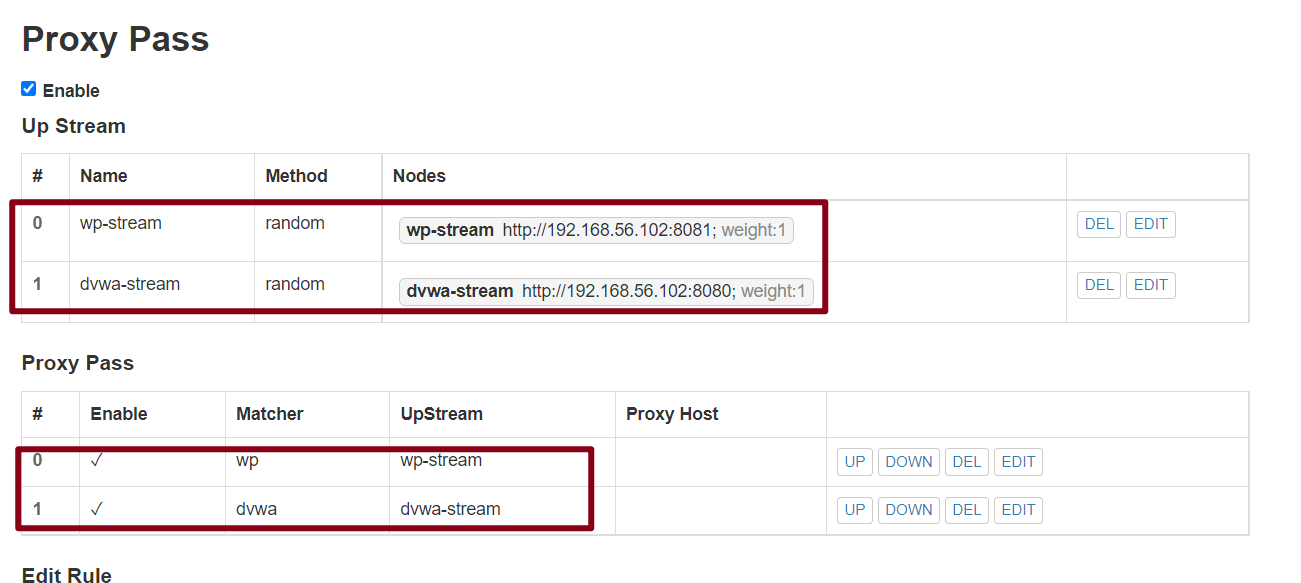 Proxy Pass
Enable
Up Stream
# Name Method Nodes
0 wp-stream random wp-stream http://192.168.56.102:8081; weight:1 DEL EDIT
1 dvwa-stream random dvwa-stream http://192.168.56.102:8080; weight:1 DEL EDIT
Proxy Pass
# Enable Matcher UpStream Proxy Host
0 ✓ wp wp-stream UP DOWN DEL EDIT
1 ✓ dvwa dvwa-stream UP DOWN DEL EDIT
Edit Rule